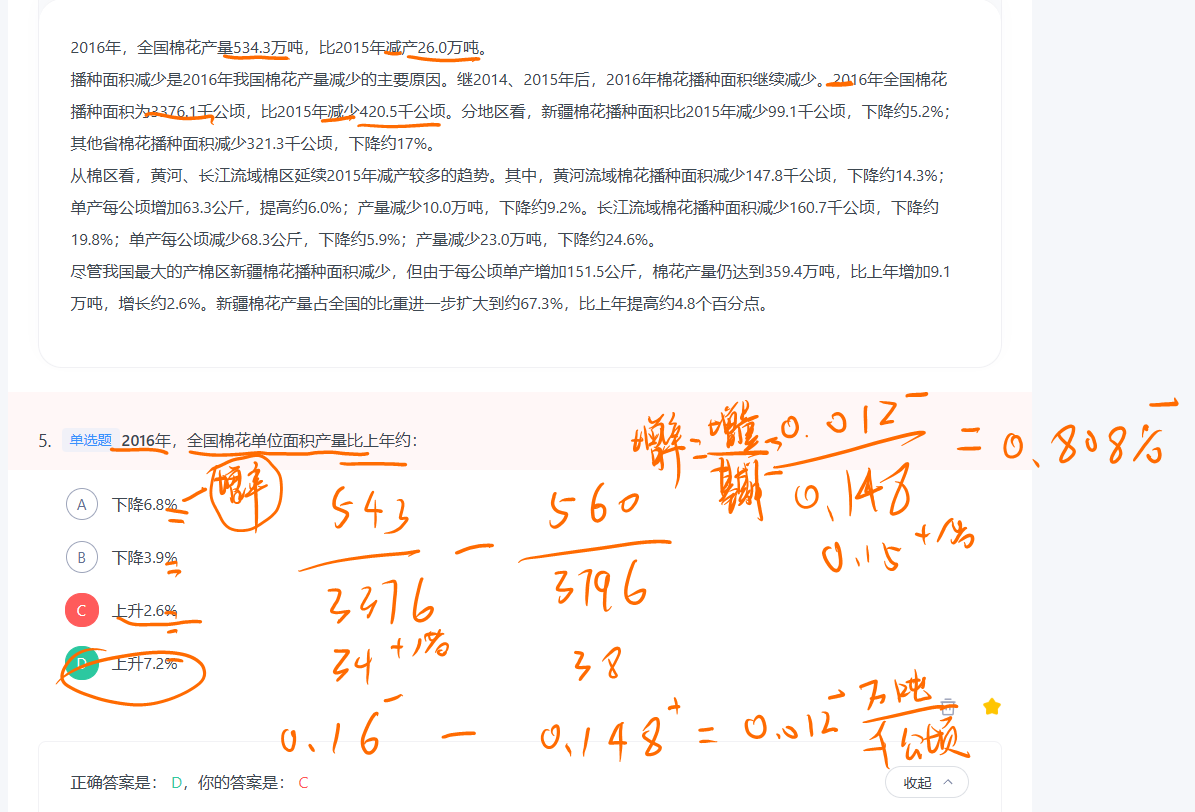 2016年，全国棉花产量534.3万吨，比2015年减产26.0万吨。
播种面积减少是2016年我国棉花产量减少的主要原因。继2014、2015年后，2016年棉花播种面积继续减少。2016年全国棉花
播种面积为3376.1千公顷，比2015年减少420.5千公顷。分地区看，新疆棉花播种面积比2015年减少99.1千公顷，下降约5.2%；
其他省棉花播种面积减少321.3千公顷，下降约17%。
从棉区看，黄河、长江流域棉区延续2015年减产较多的趋势。其中，黄河流域棉花播种面积减少147.8千公顷，下降约14.3%；
单产每公顷增加63.3公斤，提高约6.0%；产量减少10.0万吨，下降约9.2%。长江流域棉花播种面积减少160.7千公顷，下降约
19.8%；单产每公顷减少68.3公斤，下降约5.9%；产量减少23.0万吨，下降约24.6%。
尽管我国最大的产棉区新疆棉花播种面积减少，但由于每公顷单产增加151.5公斤，棉花产量仍达到359.4万吨，比上年增加9.1
万吨，增长约2.6%。新疆棉花产量占全国的比重进一步扩大到约67.3%，比上年提高约4.8个百分点。
5. 单选题 2016年，全国棉花单位面积产量比上年约：
A 下降6.8%
B 下降3.9%
C 上升2.6%
D 上升7.2%
增率
543 — 560
3376 3796
34 +1% 38
0.16⁻ — 0.148⁺ = 0.012⁻ 万吨
千公顷
增率 = 增量 = 0.012⁻ = 0.808%⁻
基期 0.148
0.15 +1%
正确答案是： D，你的答案是： C
收起